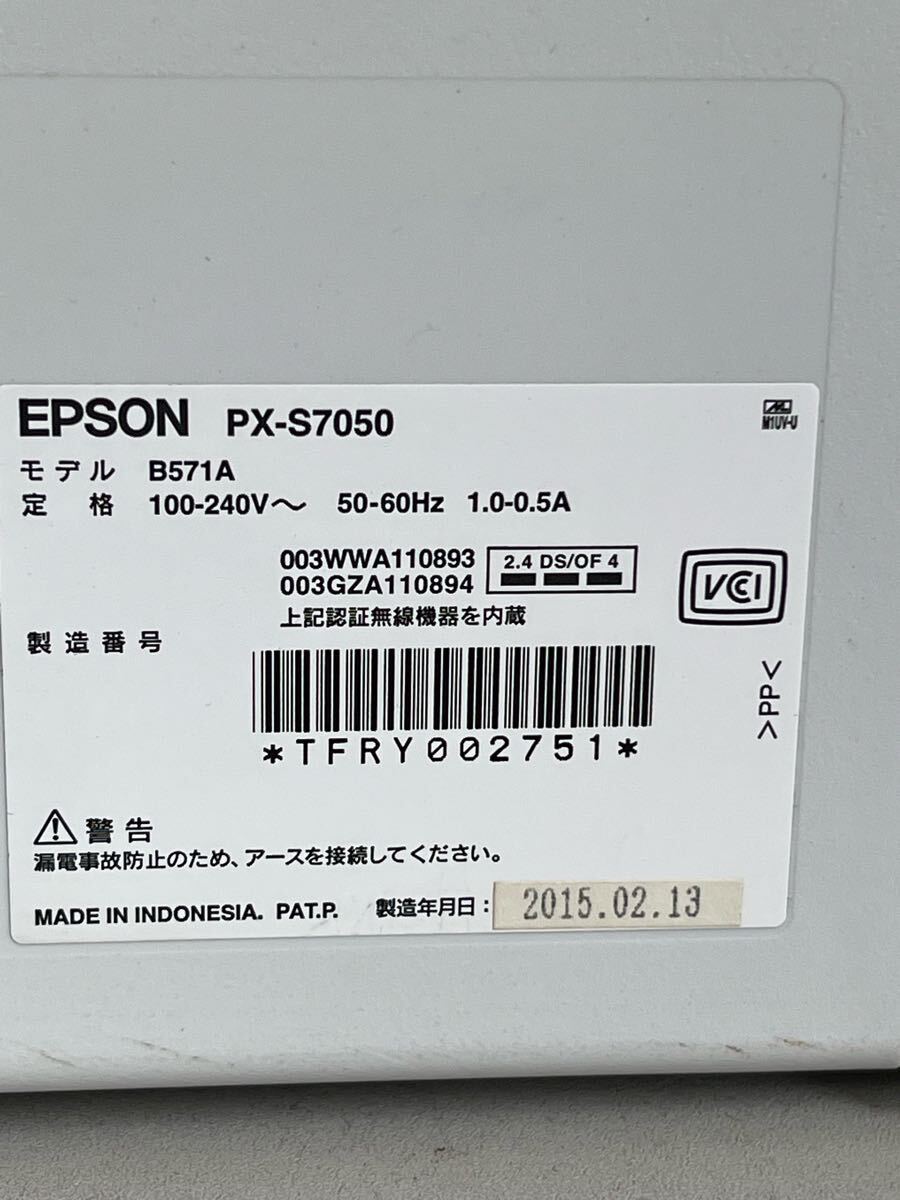 EPSON PX-S7050
M1UV-U
モデル B571A
定 格 100-240V〜 50-60Hz 1.0-0.5A
003WWA110893
003GZA110894
2.4 DS/OF 4
上記認証無線機器を内蔵
VCCI
製造番号
*TFRY002751*
>PP<
警告
漏電事故防止のため、アースを接続してください。
MADE IN INDONESIA. PAT.P. 製造年月日: 2015.02.13